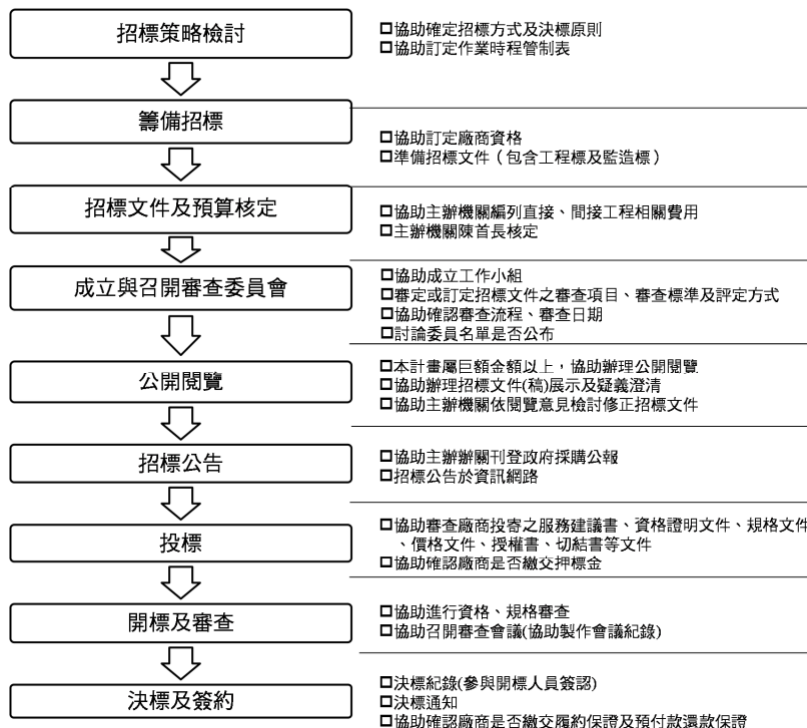 招標策略檢討
協助確定招標方式及決標原則
協助訂定作業時程管制表
籌備招標
協助訂定廠商資格
準備招標文件（包含工程標及監造標）
招標文件及預算核定
協助主辦機關編列直接、間接工程相關費用
主辦機關陳首長核定
成立與召開審查委員會
協助成立工作小組
審定或訂定招標文件之審查項目、審查標準及評定方式
協助確認審查流程、審查日期
討論委員名單是否公布
公開閱覽
本計畫屬巨額金額以上，協助辦理公開閱覽
協助辦理招標文件(稿)展示及疑義澄清
協助主辦機關依閱覽意見檢討修正招標文件
招標公告
協助主辦辦關刊登政府採購公報
招標公告於資訊網路
投標
協助審查廠商投寄之服務建議書、資格證明文件、規格文件
、價格文件、授權書、切結書等文件
協助確認廠商是否繳交押標金
開標及審查
協助進行資格、規格審查
協助召開審查會議(協助製作會議紀錄)
決標及簽約
決標紀錄(參與開標人員簽認)
決標通知
協助確認廠商是否繳交履約保證及預付款還款保證